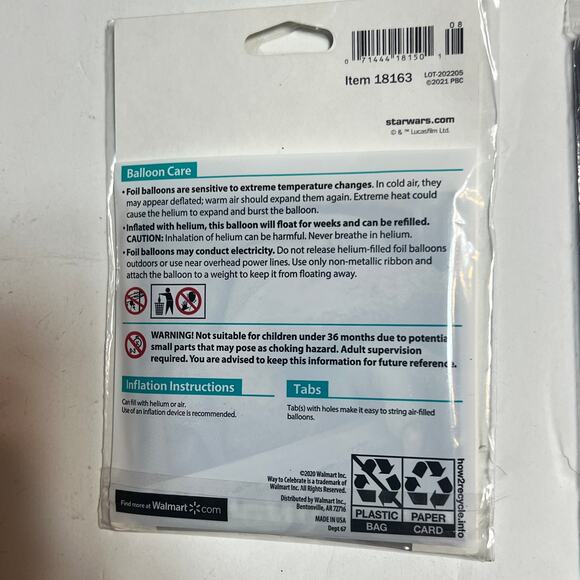 08
0 71444 18150 1
Item 18163
LOT-202205
©2021 PBC
starwars.com
© & ™ Lucasfilm Ltd.
Balloon Care
• Foil balloons are sensitive to extreme temperature changes. In cold air, they
may appear deflated; warm air should expand them again. Extreme heat could
cause the helium to expand and burst the balloon.
• Inflated with helium, this balloon will float for weeks and can be refilled.
CAUTION: Inhalation of helium can be harmful. Never breathe in helium.
• Foil balloons may conduct electricity. Do not release helium-filled foil balloons
outdoors or use near overhead power lines. Use only non-metallic ribbon and
attach the balloon to a weight to keep it from floating away.
WARNING! Not suitable for children under 36 months due to potential
small parts that may pose as choking hazard. Adult supervision
required. You are advised to keep this information for future reference.
Inflation Instructions
Can fill with helium or air.
Use of an inflation device is recommended.
Tabs
Tab(s) with holes make it easy to string air-filled
balloons.
©2020 Walmart Inc.
Way to Celebrate is a trademark of
Walmart Inc. All Rights Reserved.
Distributed by Walmart Inc.,
Bentonville, AR 72716
MADE IN USA
Dept 67
Find more at Walmart.com
PLASTIC
BAG
PAPER
CARD
how2recycle.info